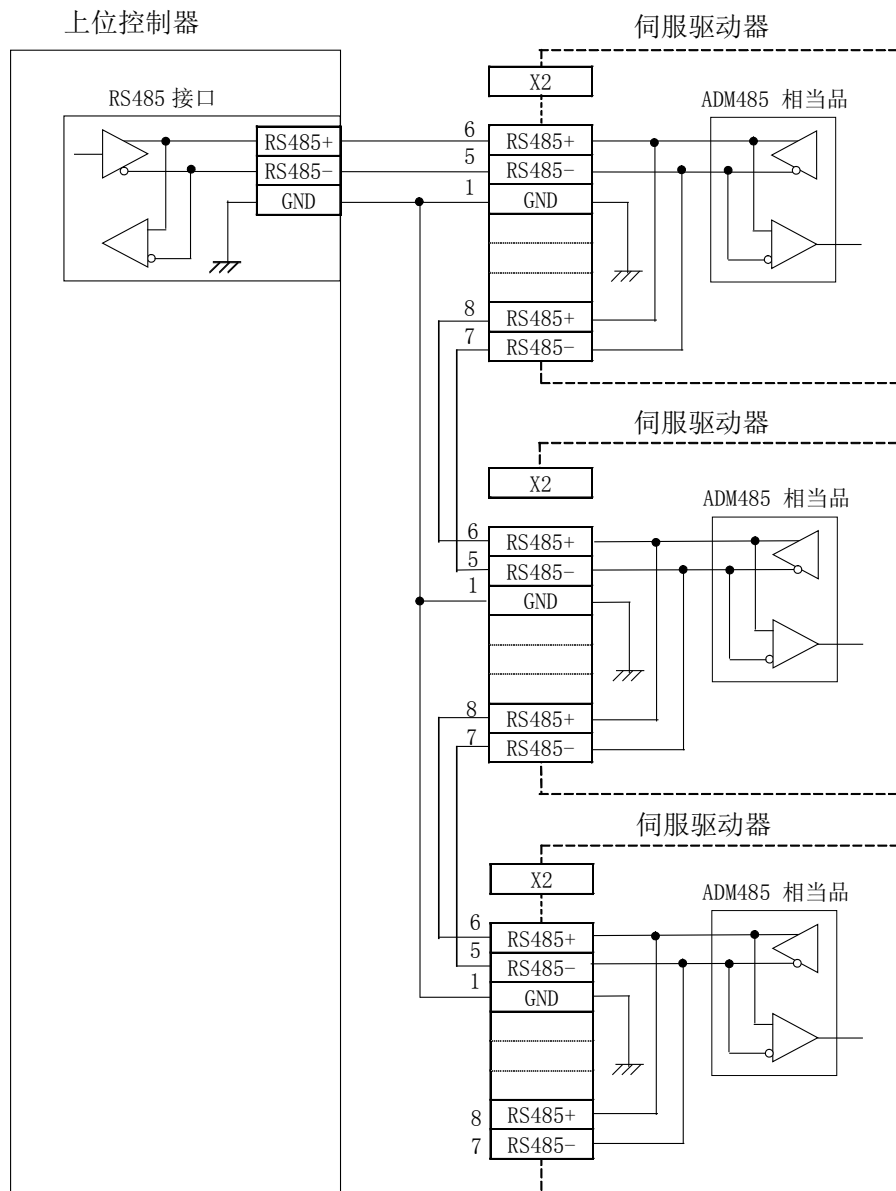 上位控制器
伺服驱动器
X2
RS485 接口
ADM485 相当品
RS485+
6
RS485+
RS485-
5
RS485-
GND
1
GND
8
RS485+
7
RS485-
伺服驱动器
X2
ADM485 相当品
6
RS485+
5
RS485-
1
GND
8
RS485+
7
RS485-
伺服驱动器
X2
ADM485 相当品
6
RS485+
5
RS485-
1
GND
8
RS485+
7
RS485-